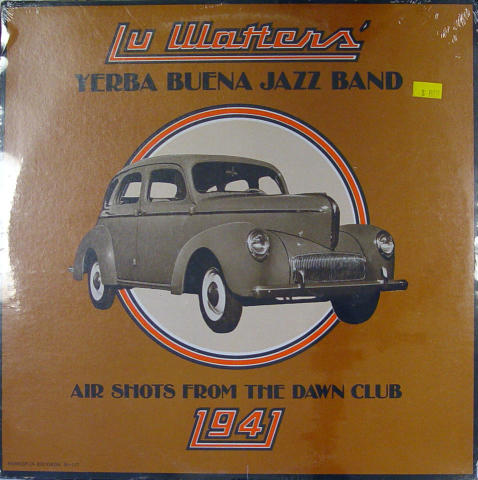 Lu Watters'
YERBA BUENA JAZZ BAND
AIR SHOTS FROM THE DAWN CLUB
1941